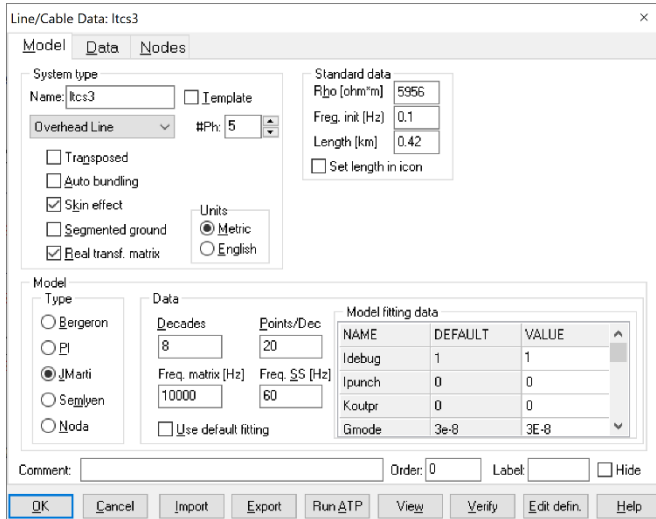 Line/Cable Data: ltcs3
×
Model Data Nodes
System type
Name: ltcs3 Template
Overhead Line #Ph: 5
Transposed
Auto bundling
Skin effect
Segmented ground
Real transf. matrix
Units
Metric
English
Standard data
Rho [ohm*m] 5956
Freq. init [Hz] 0.1
Length [km] 0.42
Set length in icon
Model
Type
Bergeron
PI
JMarti
Semlyen
Noda
Data
Decades Points/Dec
8 20
Freq. matrix [Hz] Freq. SS [Hz]
10000 60
Use default fitting
Model fitting data
NAME DEFAULT VALUE
Idebug 1 1
Ipunch 0 0
Koutpr 0 0
Gmode 3e-8 3E-8
Comment: Order: 0 Label: Hide
OK Cancel Import Export Run ATP View Verify Edit defin. Help